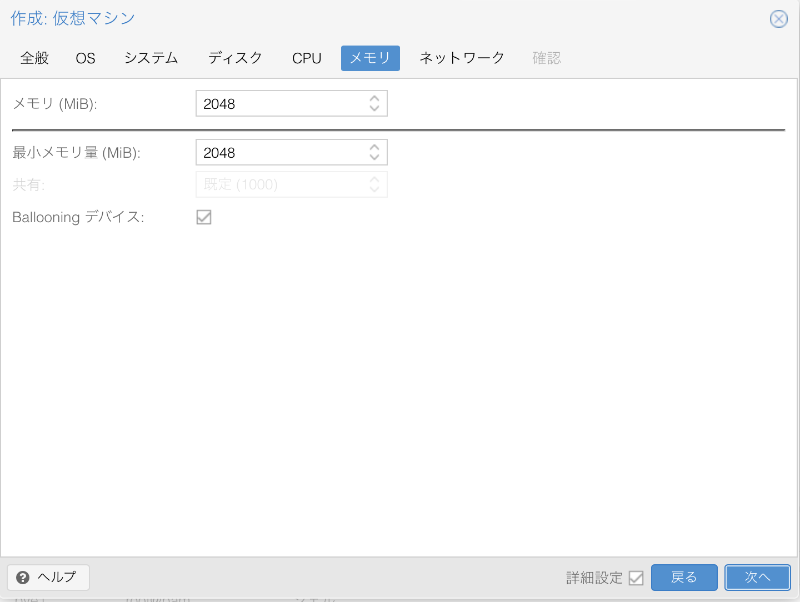 作成: 仮想マシン
全般 OS システム ディスク CPU メモリ ネットワーク 確認
メモリ (MiB): 2048
最小メモリ量 (MiB): 2048
共有: 既定 (1000)
Ballooning デバイス:
ヘルプ 詳細設定 戻る 次へ